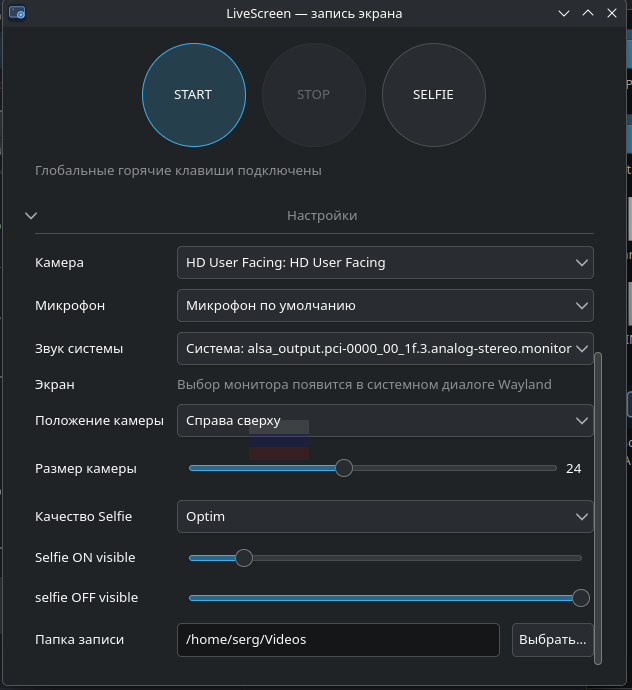 LiveScreen — запись экрана
START
STOP
SELFIE
Глобальные горячие клавиши подключены
Настройки
Камера
HD User Facing: HD User Facing
Микрофон
Микрофон по умолчанию
Звук системы
Система: alsa_output.pci-0000_00_1f.3.analog-stereo.monitor
Экран
Выбор монитора появится в системном диалоге Wayland
Положение камеры
Справа сверху
Размер камеры
24
Качество Selfie
Optim
Selfie ON visible
selfie OFF visible
Папка записи
/home/serg/Videos
Выбрать...